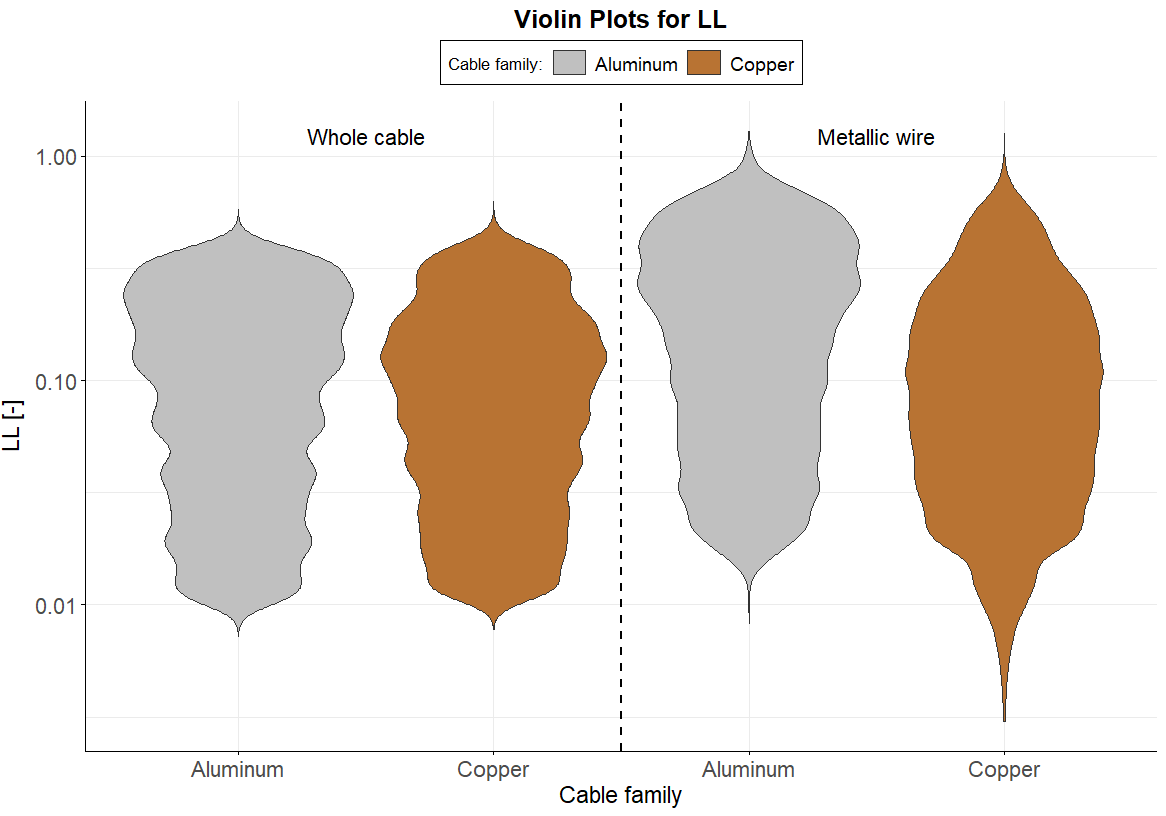 Violin Plots for LL
Cable family: Aluminum Copper
Whole cable
Metallic wire
1.00
0.10
0.01
LL [-]
Aluminum Copper Aluminum Copper
Cable family